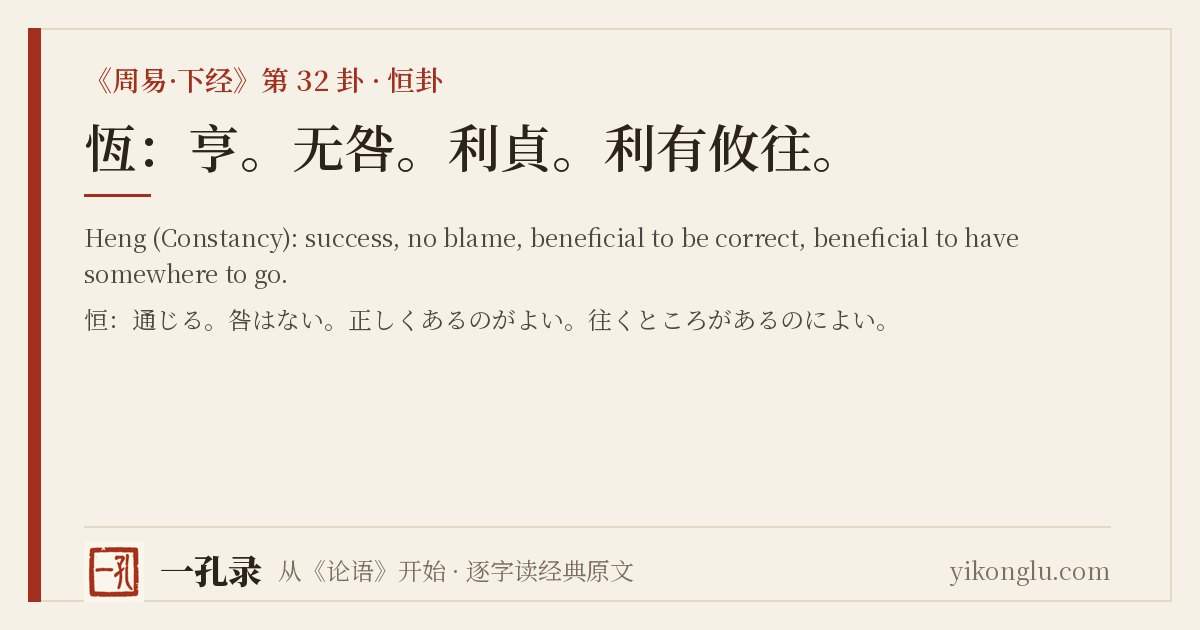 《周易·下经》第 32 卦 · 恒卦
恆：亨。无咎。利貞。利有攸往。
Heng (Constancy): success, no blame, beneficial to be correct, beneficial to have
somewhere to go.
恒：通じる。咎はない。正しくあるのがよい。往くところがあるのによい。
一孔
一孔录 从《论语》开始 · 逐字读经典原文 yikonglu.com